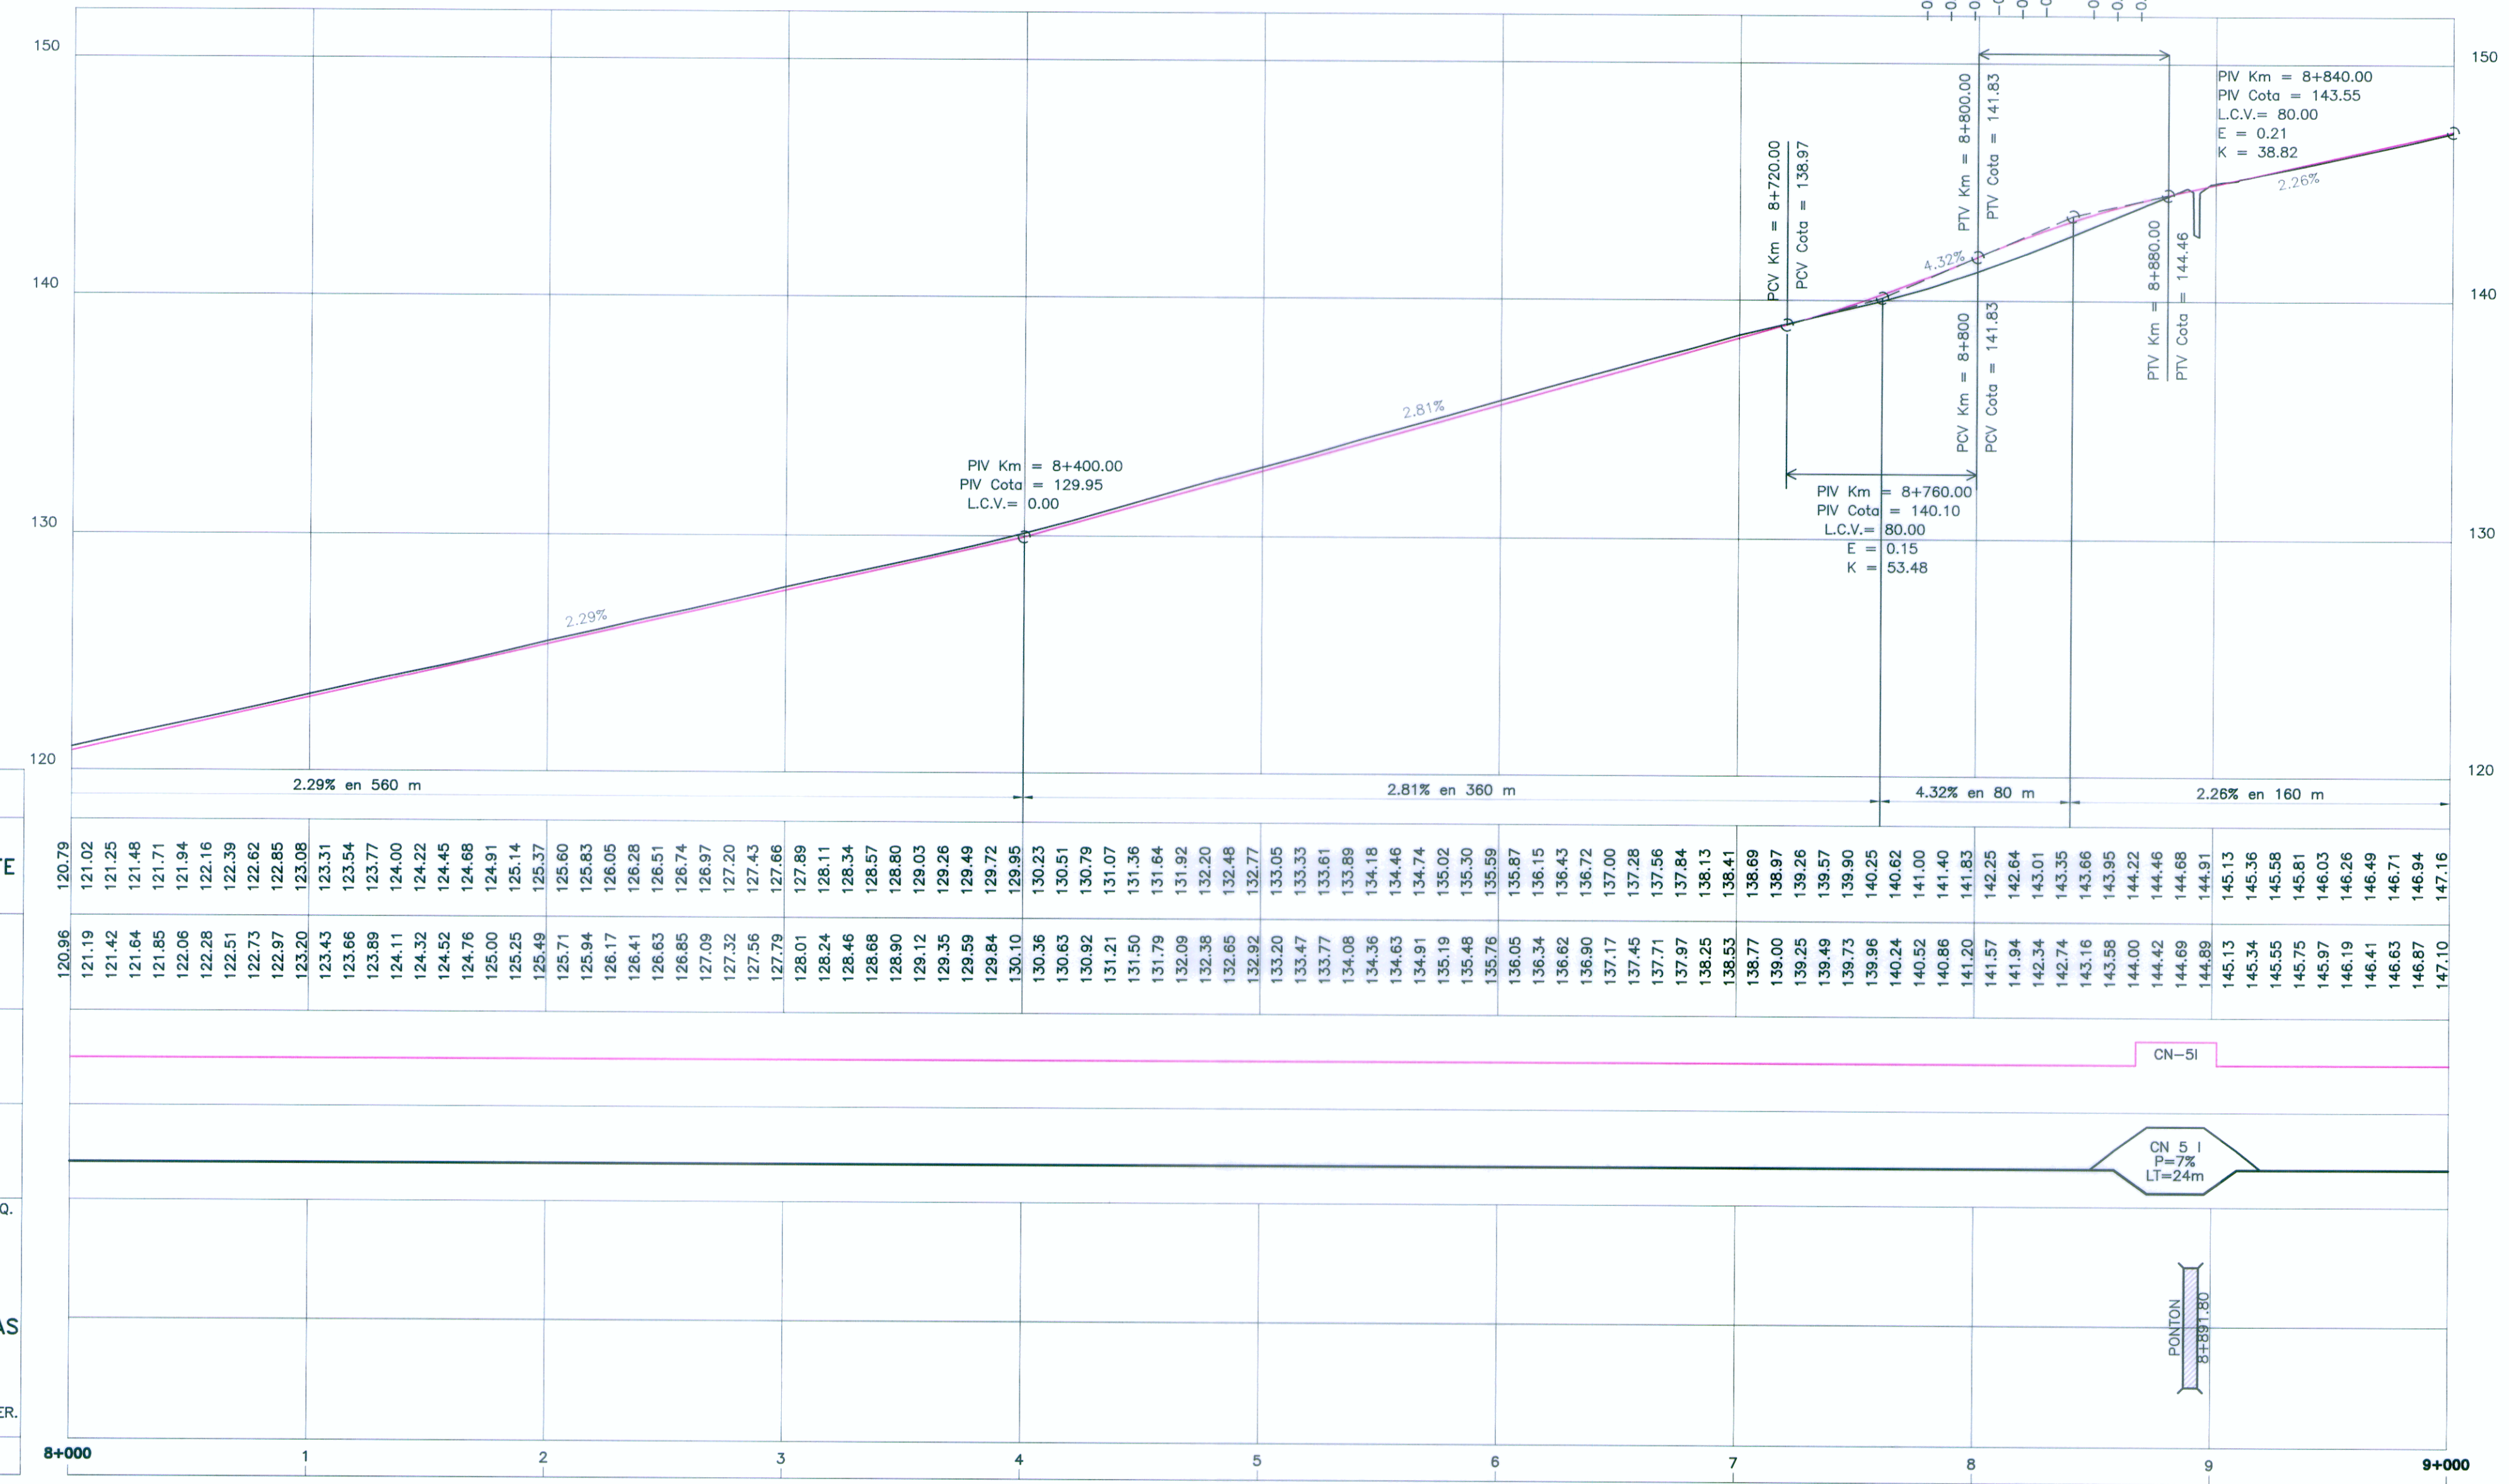 150
150
PIV Km = 8+840.00
PIV Cota = 143.55
L.C.V.= 80.00
E = 0.21
K = 38.82
PTV Km = 8+800.00
PTV Cota = 141.83
PCV Km = 8+720.00
PCV Cota = 138.97
2.26%
4.32%
PTV Km = 8+880.00
PTV Cota = 144.46
140
140
PCV Km = 8+800
PCV Cota = 141.83
2.81%
PIV Km = 8+400.00
PIV Cota = 129.95
L.C.V.= 0.00
PIV Km = 8+760.00
PIV Cota = 140.10
L.C.V.= 80.00
E = 0.15
K = 53.48
130
130
2.29%
120
120
2.29% en 560 m
2.81% en 360 m
4.32% en 80 m
2.26% en 160 m
120.79 121.02 121.25 121.48 121.71 121.94 122.16 122.39 122.62 122.85 123.08 123.31 123.54 123.77 124.00 124.22 124.45 124.68 124.91 125.14 125.37 125.60 125.83 126.05 126.28 126.51 126.74 126.97 127.20 127.43 127.66 127.89 128.11 128.34 128.57 128.80 129.03 129.26 129.49 129.72 129.95 130.23 130.51 130.79 131.07 131.36 131.64 131.92 132.20 132.48 132.77 133.05 133.33 133.61 133.89 134.18 134.46 134.74 135.02 135.30 135.59 135.87 136.15 136.43 136.72 137.00 137.28 137.56 137.84 138.13 138.41 138.69 138.97 139.26 139.57 139.90 140.25 140.62 141.00 141.40 141.83 142.25 142.64 143.01 143.35 143.66 143.95 144.22 144.46 144.68 144.91 145.13 145.36 145.58 145.81 146.03 146.26 146.49 146.71 146.94 147.16
120.96 121.19 121.42 121.64 121.85 122.06 122.28 122.51 122.73 122.97 123.20 123.43 123.66 123.89 124.11 124.32 124.52 124.76 125.00 125.25 125.49 125.71 125.94 126.17 126.41 126.63 126.85 127.09 127.32 127.56 127.79 128.01 128.24 128.46 128.68 128.90 129.12 129.35 129.59 129.84 130.10 130.36 130.63 130.92 131.21 131.50 131.79 132.09 132.38 132.65 132.92 133.20 133.47 133.77 134.08 134.36 134.63 134.91 135.19 135.48 135.76 136.05 136.34 136.62 136.90 137.17 137.45 137.71 137.97 138.25 138.53 138.77 139.00 139.25 139.49 139.73 139.96 140.24 140.52 140.86 141.20 141.57 141.94 142.34 142.74 143.16 143.58 144.00 144.42 144.69 144.89 145.13 145.34 145.55 145.75 145.97 146.19 146.41 146.63 146.87 147.10
CN-5I
CN 5 I
P=7%
LT=24m
Q.
AS
ER.
PONTON
8+891.80
8+000 1 2 3 4 5 6 7 8 9 9+000